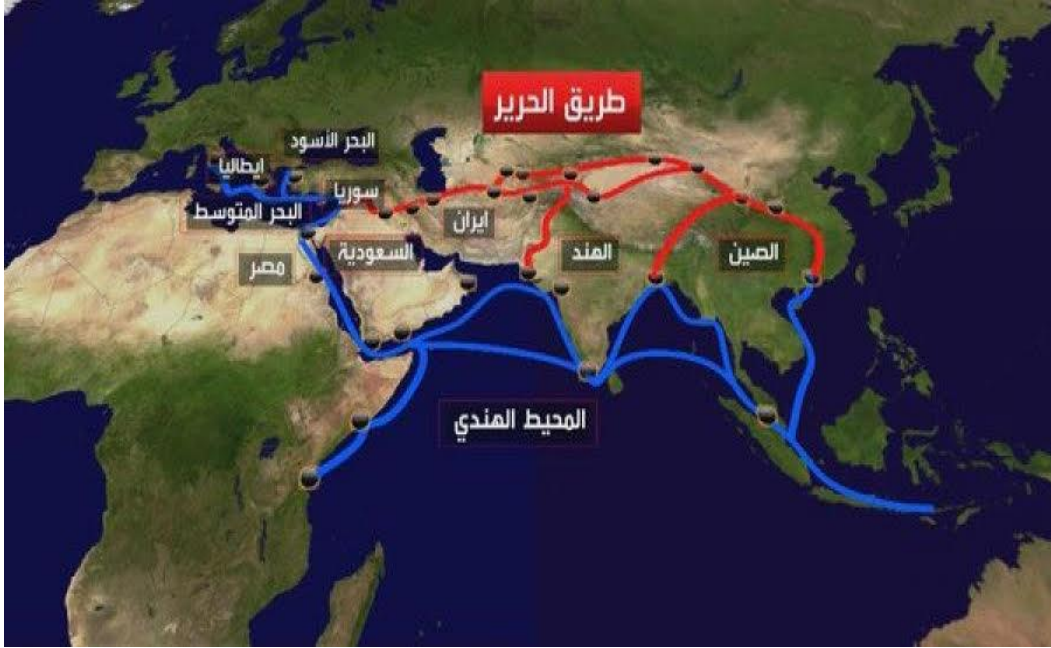 طريق الحرير
البحر الأسود
ايطاليا
سوريا
البحر المتوسط
ايران
السعودية
الهند
الصين
مصر
المحيط الهندي